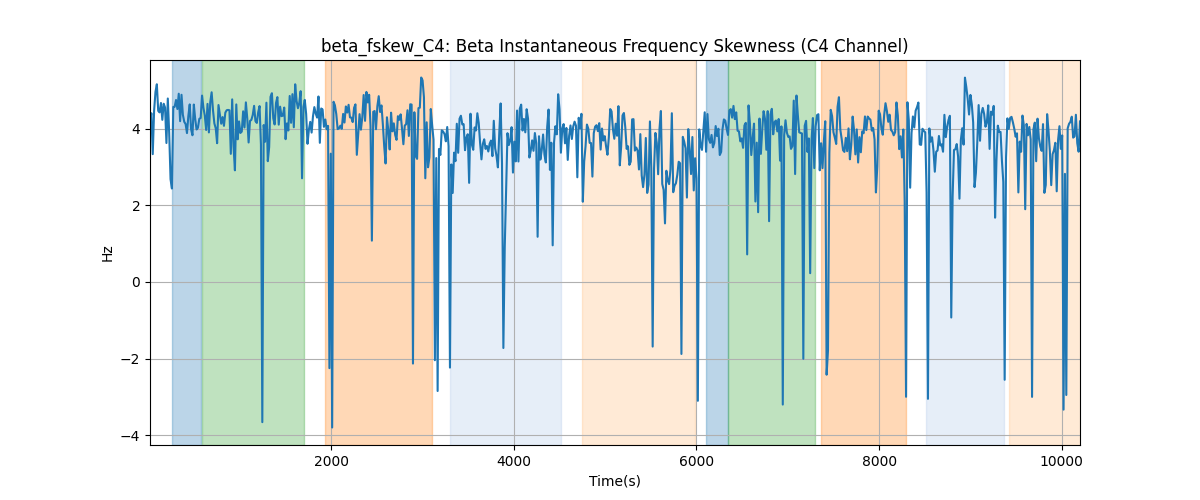 beta_fskew_C4: Beta Instantaneous Frequency Skewness (C4 Channel)
Hz
4
2
0
−2
−4
2000 4000 6000 8000 10000
Time(s)